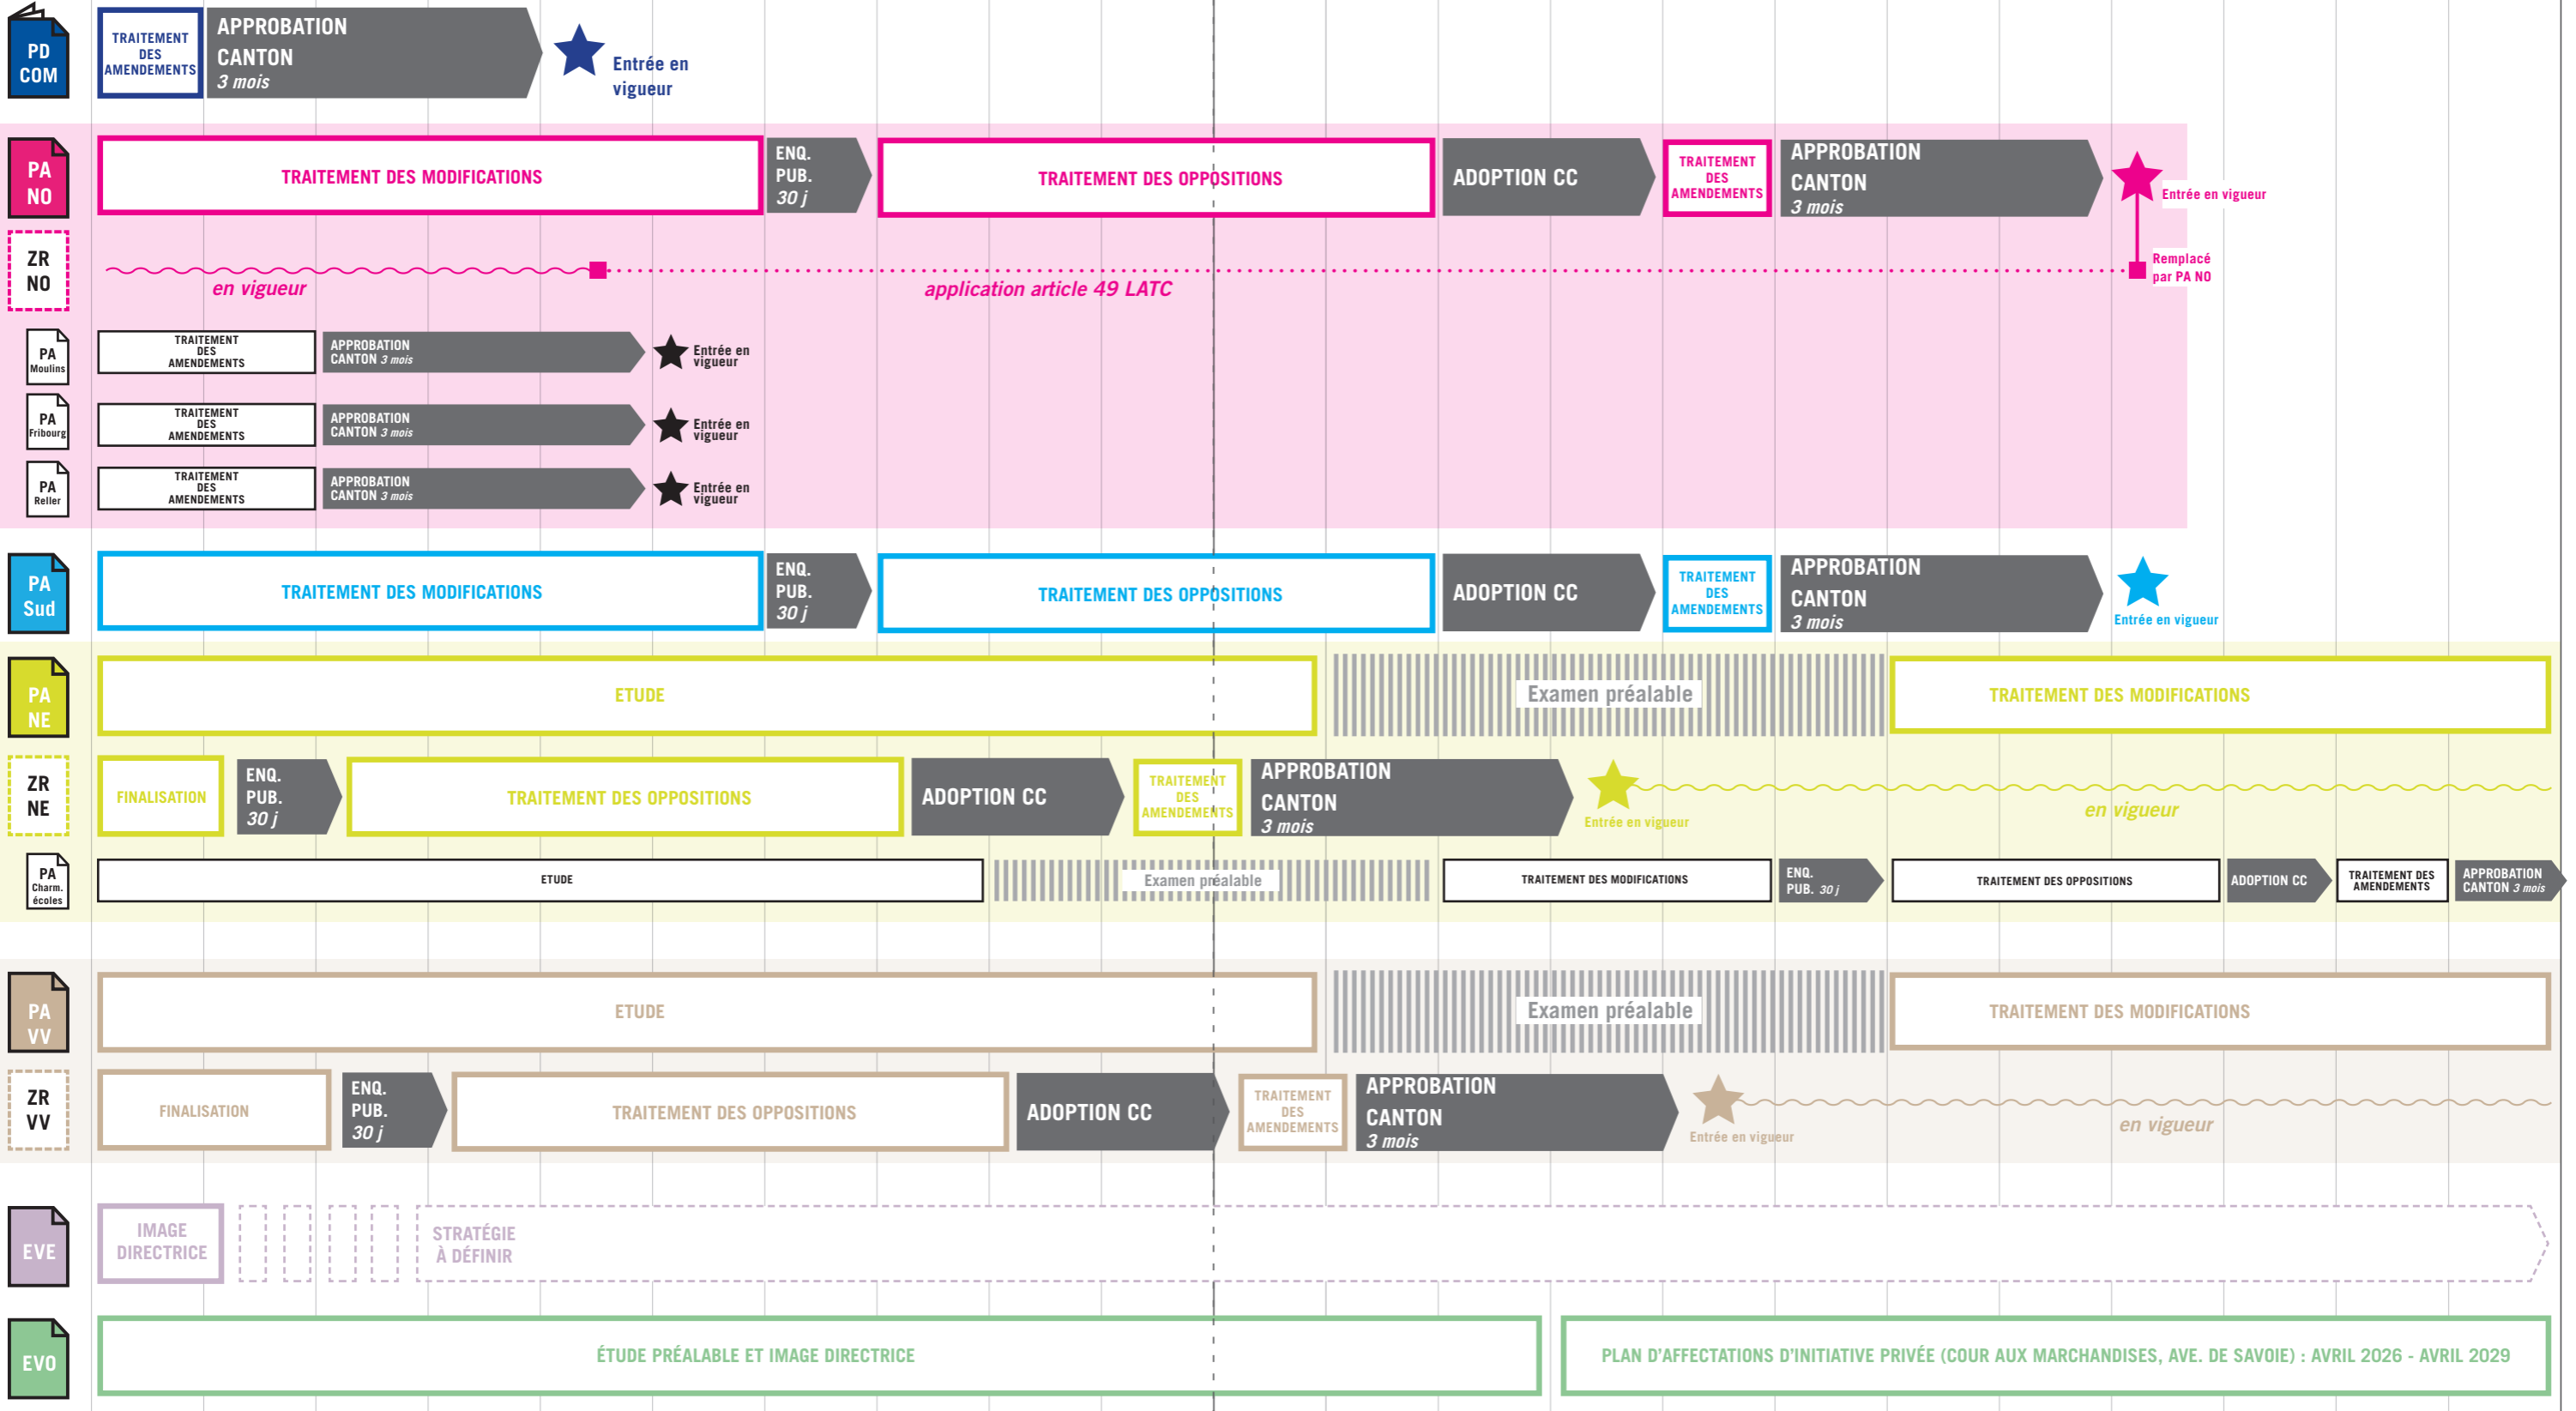 PD
COM
TRAITEMENT
DES
AMENDEMENTS
APPROBATION
CANTON
3 mois
Entrée en
vigueur
PA
NO
TRAITEMENT DES MODIFICATIONS
ENQ.
PUB.
30 j
TRAITEMENT DES OPPOSITIONS
ADOPTION CC
TRAITEMENT
DES
AMENDEMENTS
APPROBATION
CANTON
3 mois
Entrée en vigueur
ZR
NO
en vigueur
application article 49 LATC
Remplacé
par PA NO
PA
Moulins
TRAITEMENT
DES
AMENDEMENTS
APPROBATION
CANTON 3 mois
Entrée en
vigueur
PA
Fribourg
TRAITEMENT
DES
AMENDEMENTS
APPROBATION
CANTON 3 mois
Entrée en
vigueur
PA
Reller
TRAITEMENT
DES
AMENDEMENTS
APPROBATION
CANTON 3 mois
Entrée en
vigueur
PA
Sud
TRAITEMENT DES MODIFICATIONS
ENQ.
PUB.
30 j
TRAITEMENT DES OPPOSITIONS
ADOPTION CC
TRAITEMENT
DES
AMENDEMENTS
APPROBATION
CANTON
3 mois
Entrée en vigueur
PA
NE
ETUDE
Examen préalable
TRAITEMENT DES MODIFICATIONS
ZR
NE
FINALISATION
ENQ.
PUB.
30 j
TRAITEMENT DES OPPOSITIONS
ADOPTION CC
TRAITEMENT
DES
AMENDEMENTS
APPROBATION
CANTON
3 mois
Entrée en vigueur
en vigueur
PA
Charm.
écoles
ETUDE
Examen préalable
TRAITEMENT DES MODIFICATIONS
ENQ.
PUB. 30 j
TRAITEMENT DES OPPOSITIONS
ADOPTION CC
TRAITEMENT DES
AMENDEMENTS
APPROBATION
CANTON 3 mois
PA
VV
ETUDE
Examen préalable
TRAITEMENT DES MODIFICATIONS
ZR
VV
FINALISATION
ENQ.
PUB.
30 j
TRAITEMENT DES OPPOSITIONS
ADOPTION CC
TRAITEMENT
DES
AMENDEMENTS
APPROBATION
CANTON
3 mois
Entrée en vigueur
en vigueur
EVE
IMAGE
DIRECTRICE
STRATÉGIE
À DÉFINIR
EVO
ÉTUDE PRÉALABLE ET IMAGE DIRECTRICE
PLAN D'AFFECTATIONS D'INITIATIVE PRIVÉE (COUR AUX MARCHANDISES, AVE. DE SAVOIE) : AVRIL 2026 - AVRIL 2029